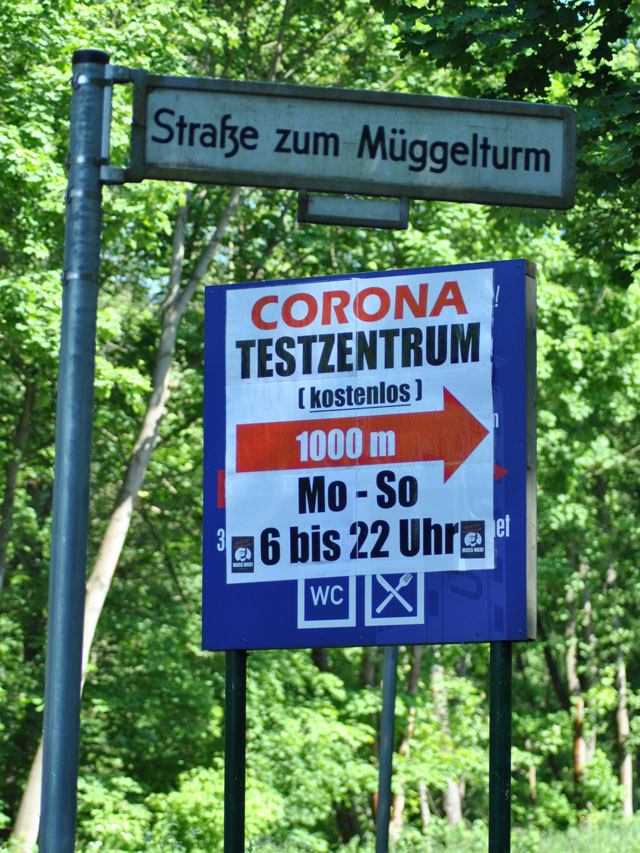 Straße zum Müggelturm
CORONA
TESTZENTRUM
(kostenlos)
1000 m
Mo - So
6 bis 22 Uhr
WC